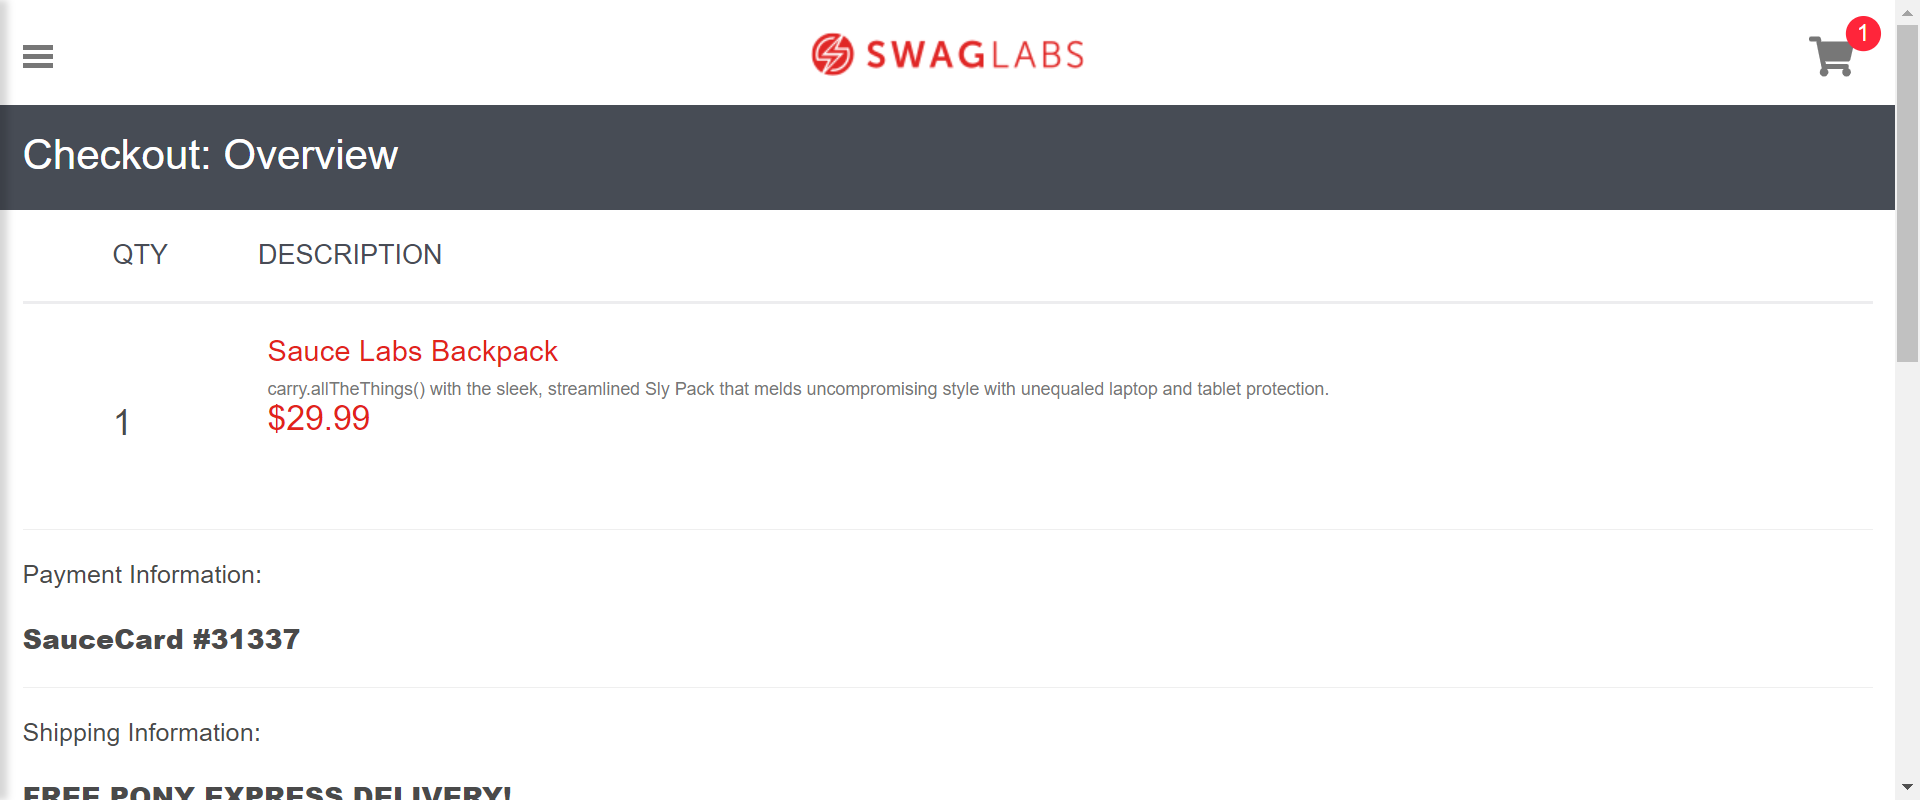 SWAGLABS
1
Checkout: Overview
QTY DESCRIPTION
Sauce Labs Backpack
carry.allTheThings() with the sleek, streamlined Sly Pack that melds uncompromising style with unequaled laptop and tablet protection.
1
$29.99
Payment Information:
SauceCard #31337
Shipping Information:
FREE PONY EXPRESS DELIVERY!